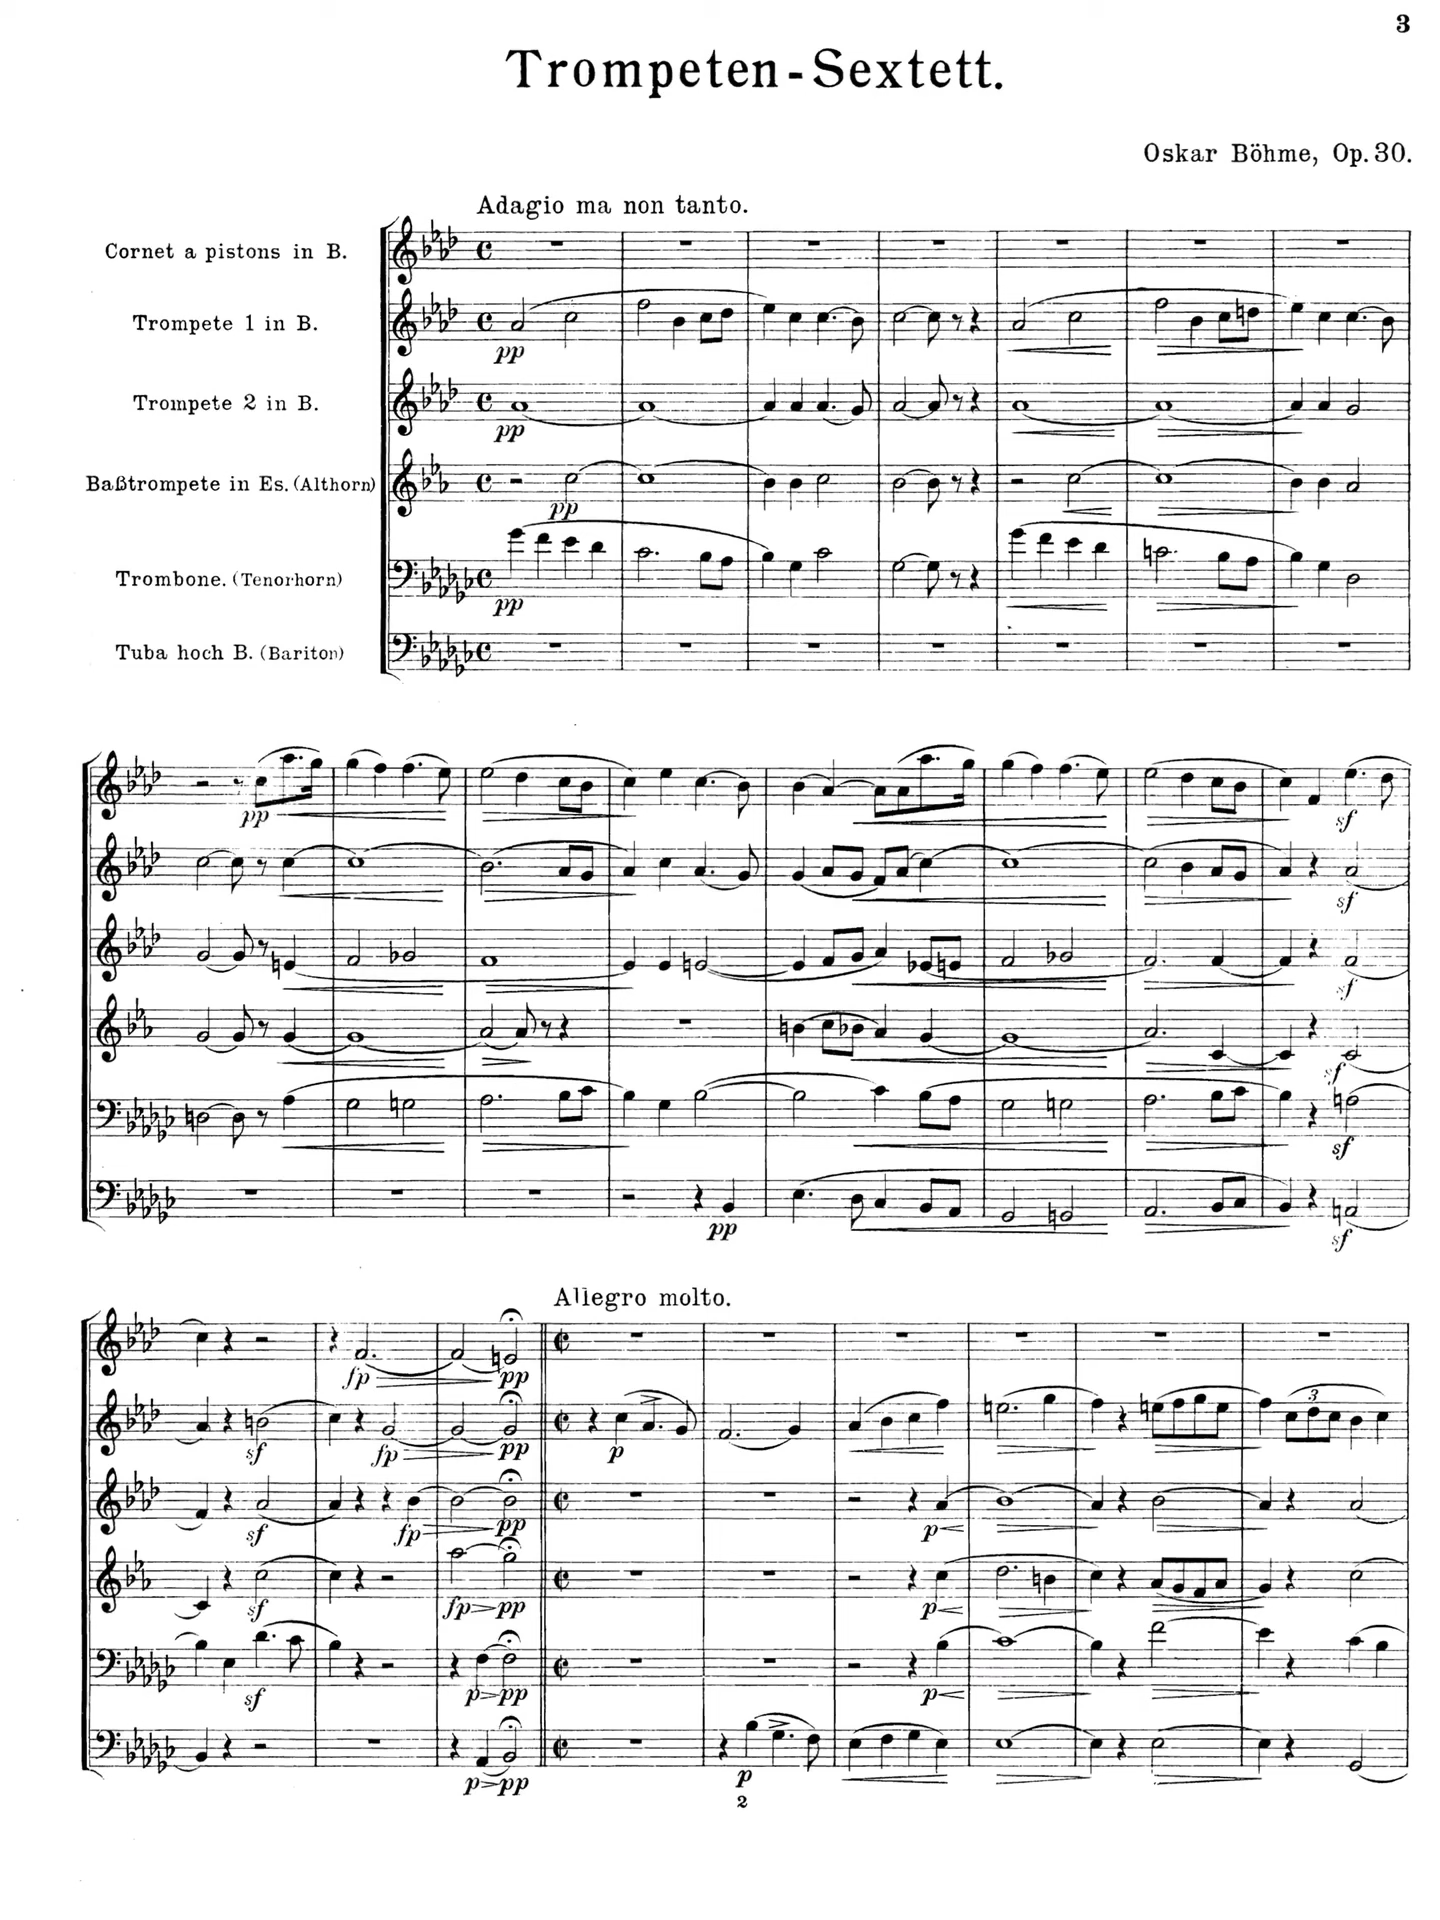 3
Trompeten-Sextett.
Oskar Böhme, Op. 30.
Adagio ma non tanto.
Cornet a pistons in B.
Trompete 1 in B.
pp
Trompete 2 in B.
pp
Baßtrompete in Es. (Althorn)
pp
Trombone. (Tenorhorn)
pp
Tuba hoch B. (Bariton)
pp
sf
sf
sf
sf
sf
pp
sf
Allegro molto.
fp pp
sf fp pp p
3
sf fp pp p
sf fp pp p
sf p pp p
p pp p
2